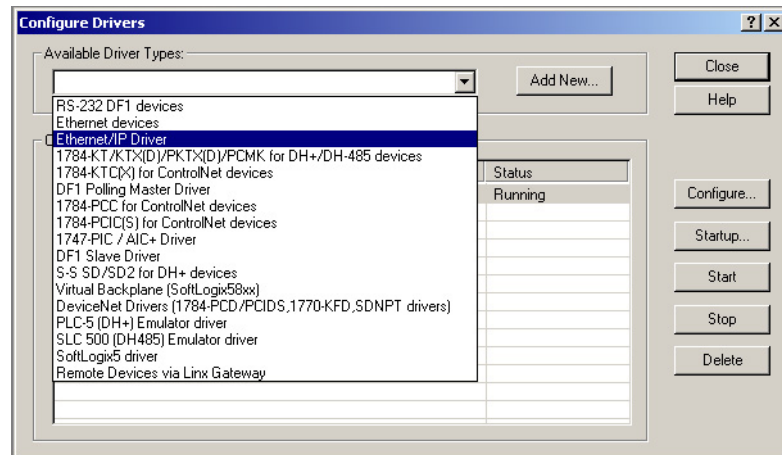 Configure Drivers
Available Driver Types:
Add New...
Close
Help
RS-232 DF1 devices
Ethernet devices
Ethernet/IP Driver
1784-KT/KTX(D)/PKTX(D)/PCMK for DH+/DH-485 devices
1784-KTC(X) for ControlNet devices
DF1 Polling Master Driver
1784-PCC for ControlNet devices
1784-PCIC(S) for ControlNet devices
1747-PIC / AIC+ Driver
DF1 Slave Driver
S-S SD/SD2 for DH+ devices
Virtual Backplane (SoftLogix58xx)
DeviceNet Drivers (1784-PCD/PCIDS,1770-KFD,SDNPT drivers)
PLC-5 (DH+) Emulator driver
SLC 500 (DH485) Emulator driver
SoftLogix5 driver
Remote Devices via Linx Gateway
Status
Running
Configure...
Startup...
Start
Stop
Delete